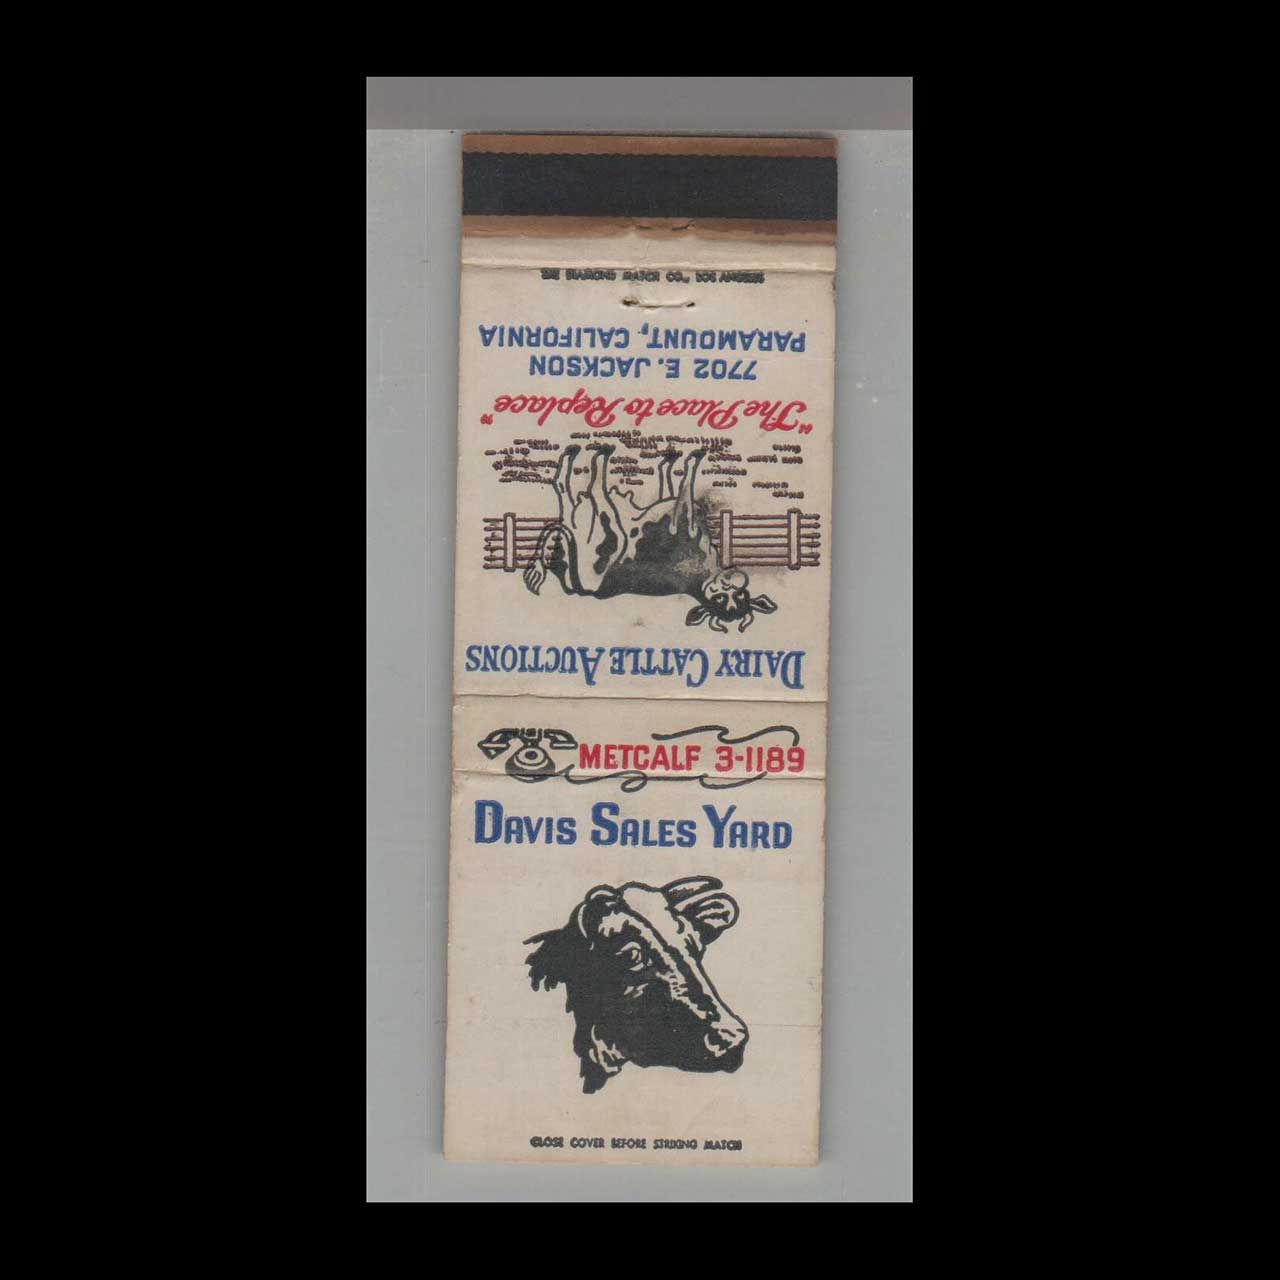 THE DIAMOND MATCH CO., LOS ANGELES
DAIRY CATTLE AUCTIONS
"The Place to Replace"
7702 E. JACKSON
PARAMOUNT, CALIFORNIA
METCALF 3-1189
DAVIS SALES YARD
CLOSE COVER BEFORE STRIKING MATCH